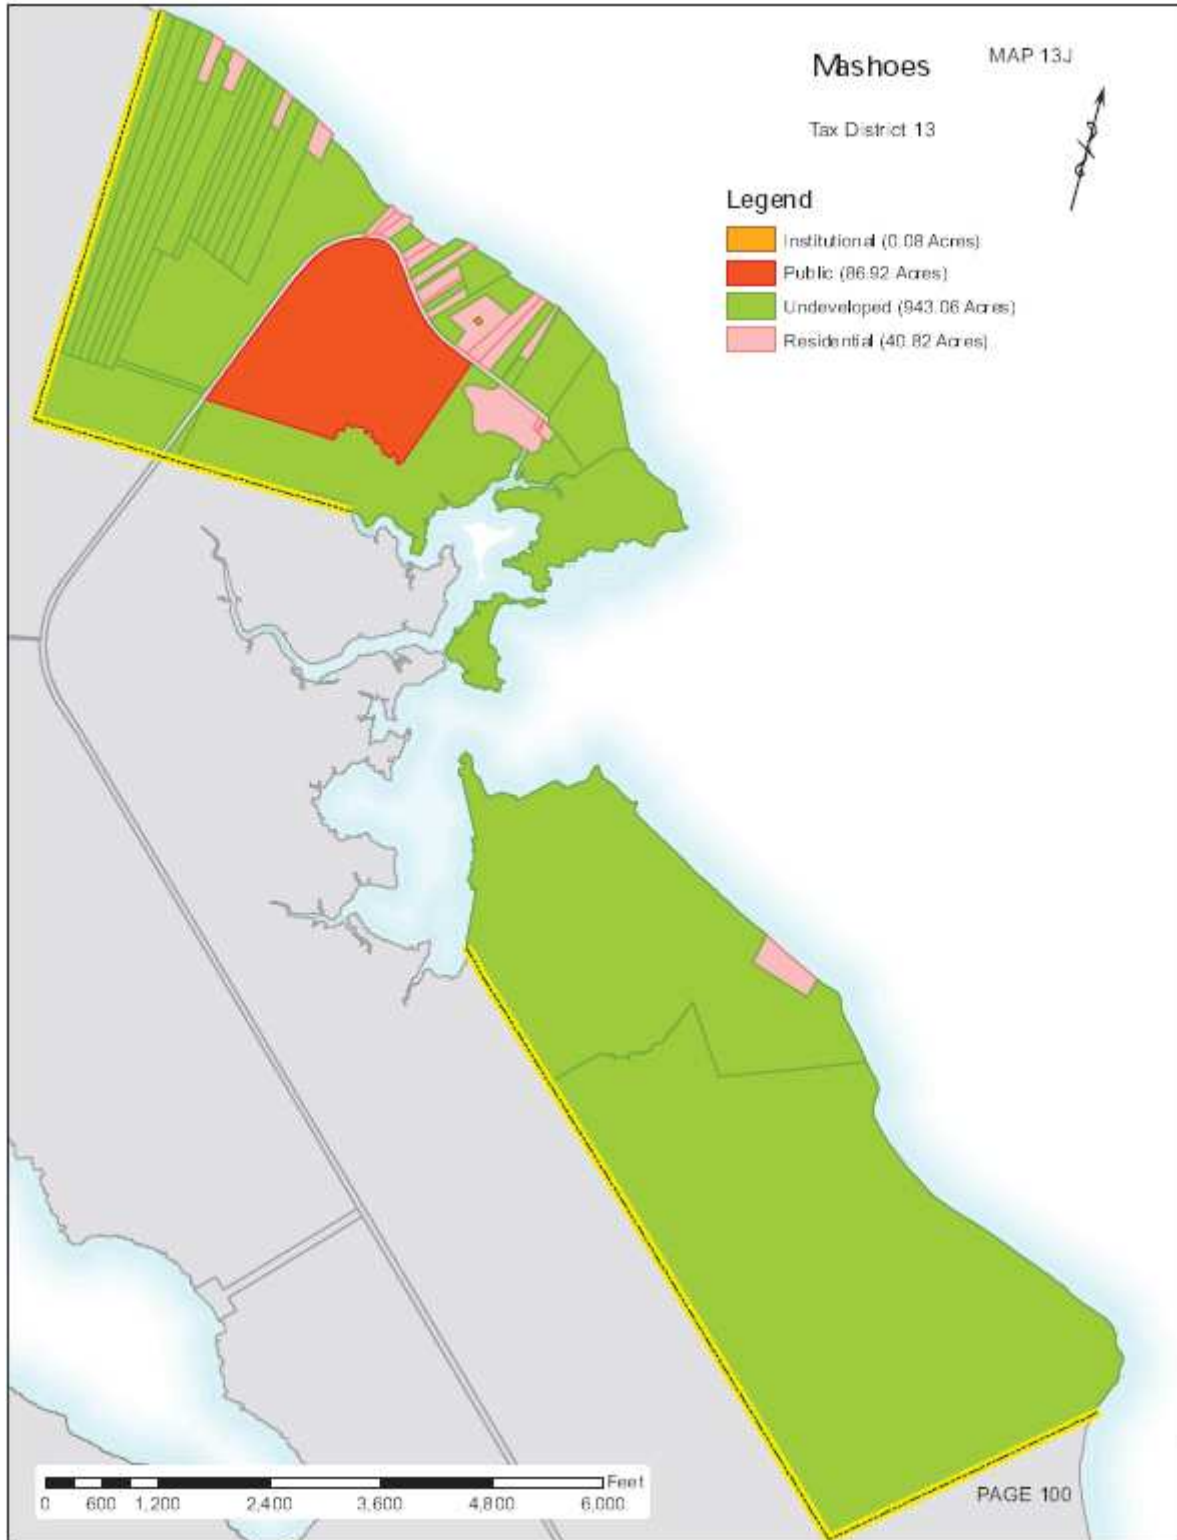 Mashoes
MAP 13J
Tax District 13
Legend
Institutional (0.08 Acres)
Public (86.92 Acres)
Undeveloped (943.06 Acres)
Residential (40.82 Acres)
Feet
0 600 1,200 2,400 3,600 4,800 6,000
PAGE 100